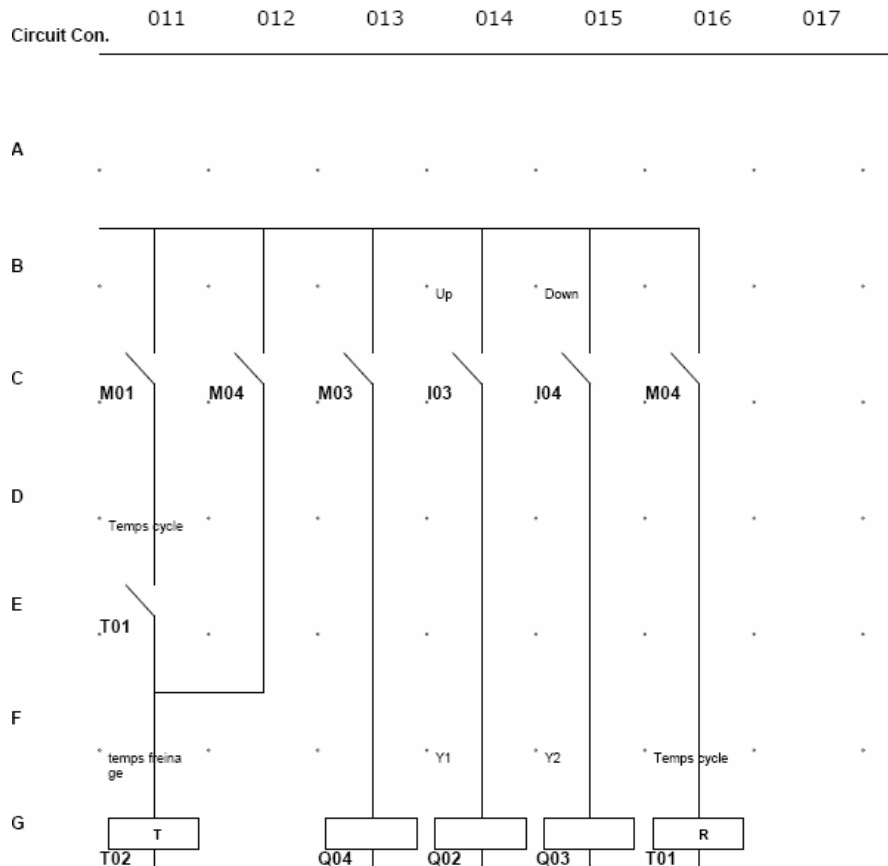 011 012 013 014 015 016 017
Circuit Con.
A
B
Up Down
C
M01 M04 M03 I03 I04 M04
D
Temps cycle
E
T01
F
temps freina
ge
Y1 Y2 Temps cycle
G
T R
T02 Q04 Q02 Q03 T01